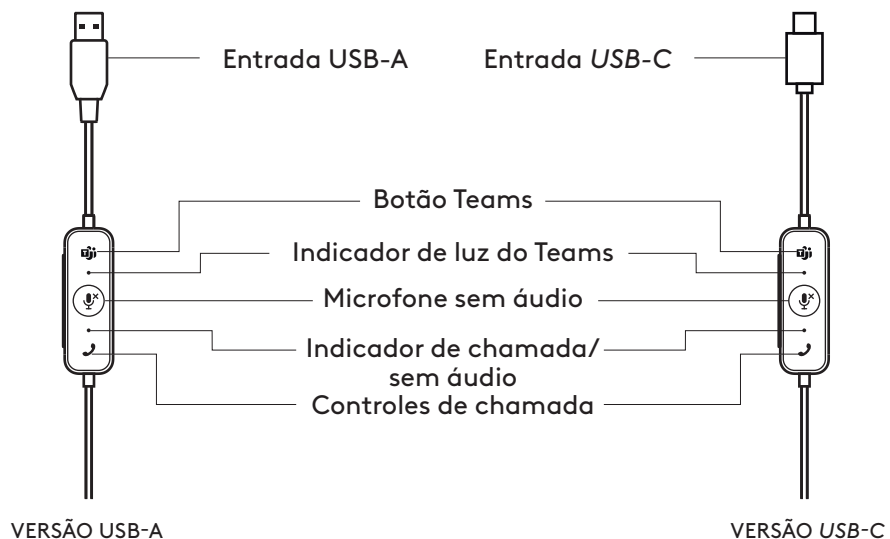 Entrada USB-A
Entrada USB-C
Botão Teams
Indicador de luz do Teams
Microfone sem áudio
Indicador de chamada/
sem áudio
Controles de chamada
VERSÃO USB-A
VERSÃO USB-C